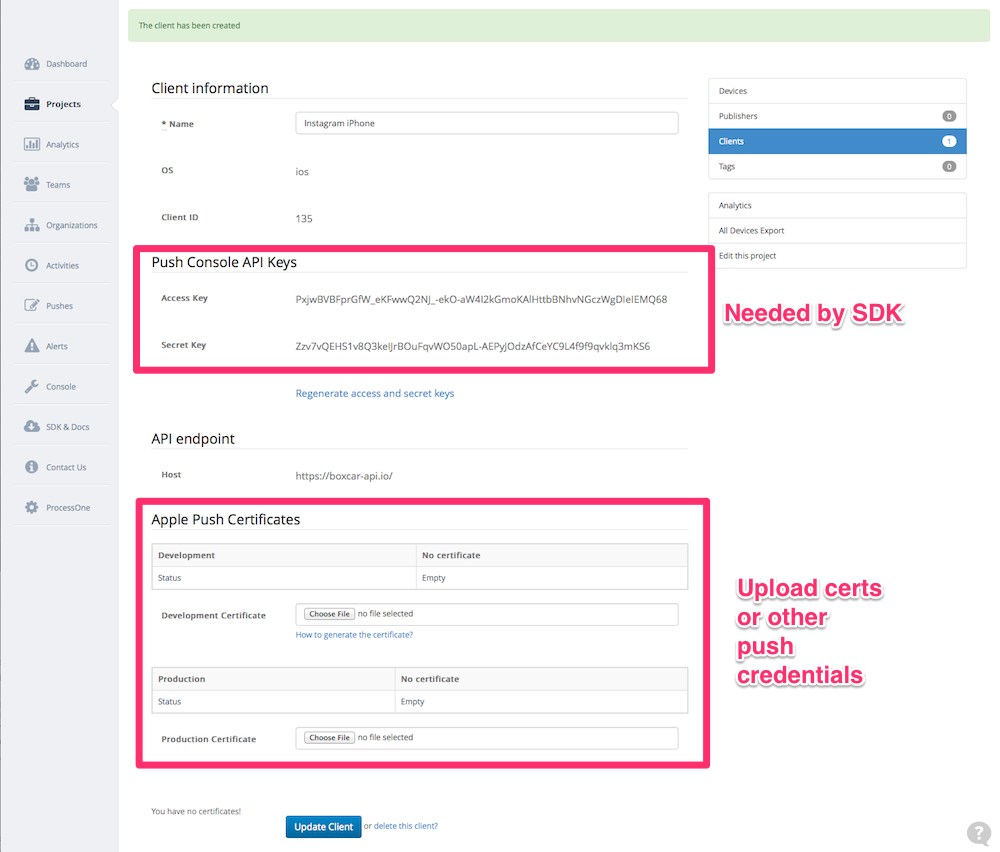 The client has been created
Dashboard
Projects
Analytics
Teams
Organizations
Activities
Pushes
Alerts
Console
SDK & Docs
Contact Us
ProcessOne
Client information
* Name
Instagram iPhone
OS
ios
Client ID
135
Push Console API Keys
Access Key
PxjwBVBFprGfW_eKFwwQ2NJ_-ekO-aW4l2kGmoKAlHttbBNhvNGczWgDIeIEMQ68
Secret Key
Zzv7vQEHS1v8Q3keIJrBOuFqvWO50apL-AEPyJOdzAfCeYC9L4f9f9qvklq3mKS6
Regenerate access and secret keys
API endpoint
Host
https://boxcar-api.io/
Apple Push Certificates
Development No certificate
Status Empty
Development Certificate
Choose File no file selected
How to generate the certificate?
Production No certificate
Status Empty
Production Certificate
Choose File no file selected
You have no certificates!
Update Client or delete this client?
Devices
Publishers 0
Clients 1
Tags 0
Analytics
All Devices Export
Edit this project
Needed by SDK
Upload certs
or other
push
credentials
?